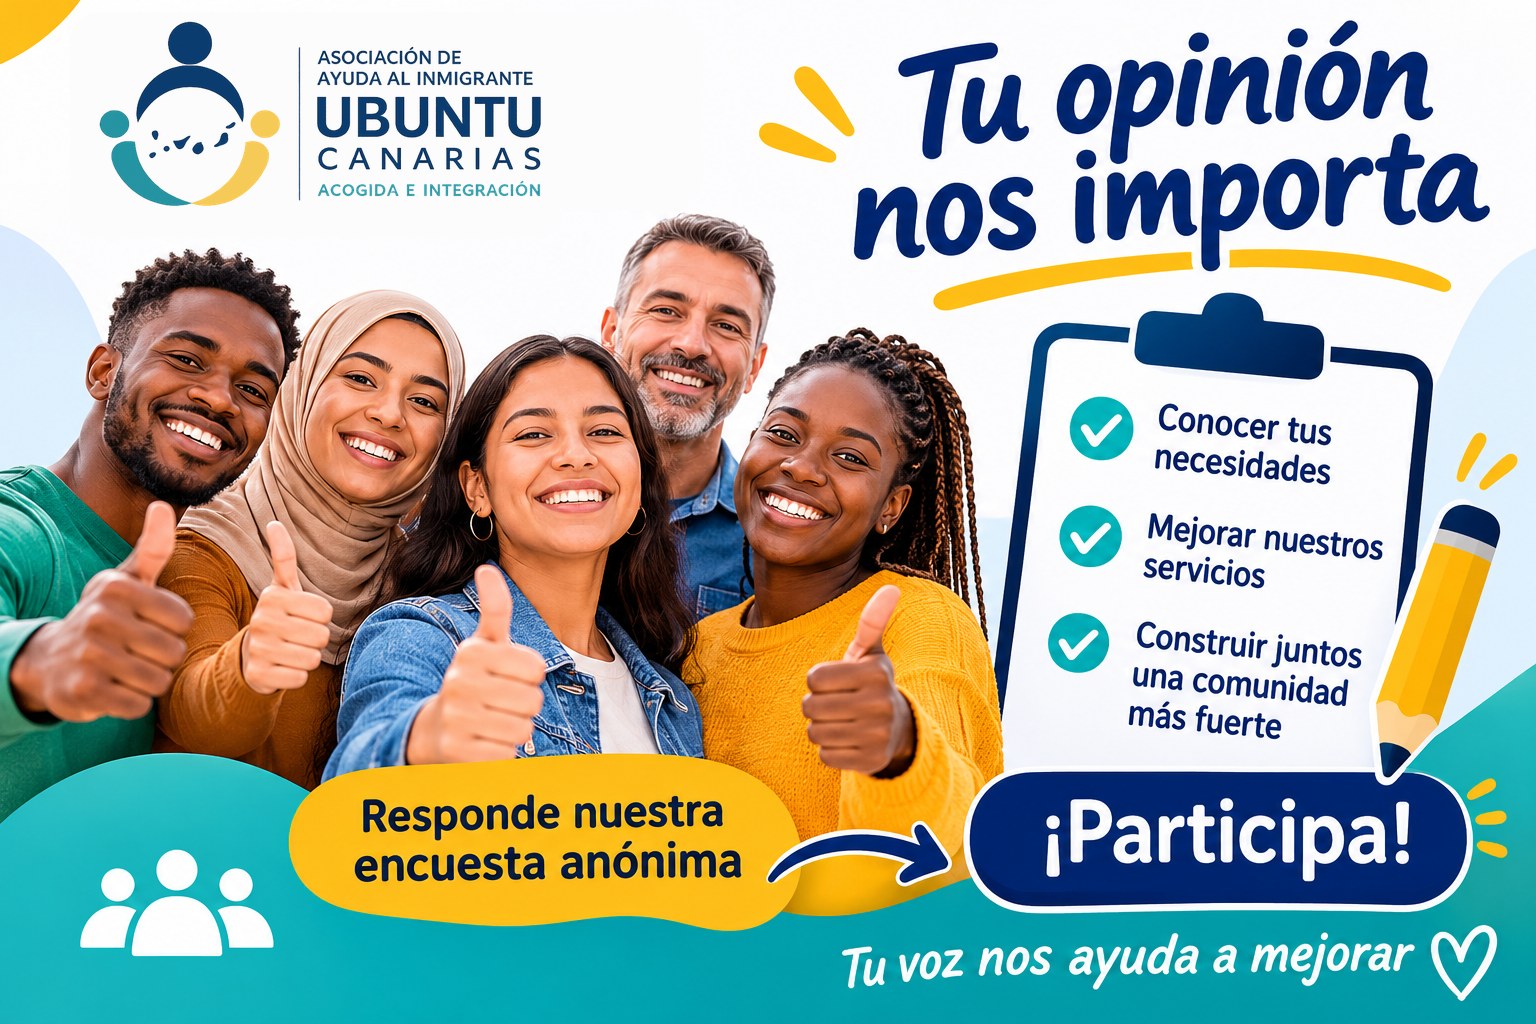 ASOCIACIÓN DE
AYUDA AL INMIGRANTE
UBUNTU
CANARIAS
ACOGIDA E INTEGRACIÓN
Tu opinión
nos importa
Conocer tus
necesidades
Mejorar nuestros
servicios
Construir juntos
una comunidad
más fuerte
Responde nuestra
encuesta anónima
¡Participa!
Tu voz nos ayuda a mejorar